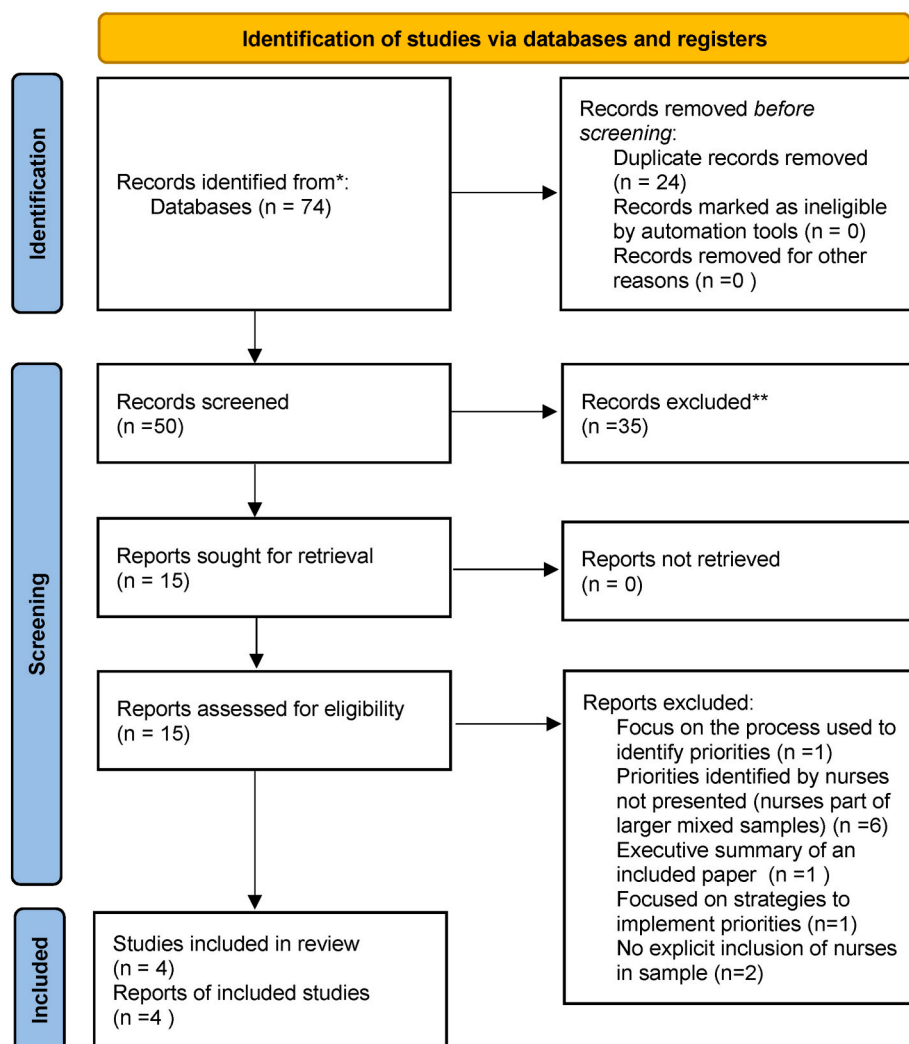 Identification of studies via databases and registers
Identification
Records identified from*:
Databases (n = 74)
Records removed before
screening:
Duplicate records removed
(n = 24)
Records marked as ineligible
by automation tools (n = 0)
Records removed for other
reasons (n =0 )
Screening
Records screened
(n =50)
Records excluded**
(n =35)
Reports sought for retrieval
(n = 15)
Reports not retrieved
(n = 0)
Reports assessed for eligibility
(n = 15)
Reports excluded:
Focus on the process used to
identify priorities (n =1)
Priorities identified by nurses
not presented (nurses part of
larger mixed samples) (n =6)
Executive summary of an
included paper  (n =1 )
Focused on strategies to
implement priorities (n=1)
No explicit inclusion of nurses
in sample (n=2)
Included
Studies included in review
(n = 4)
Reports of included studies
(n =4 )